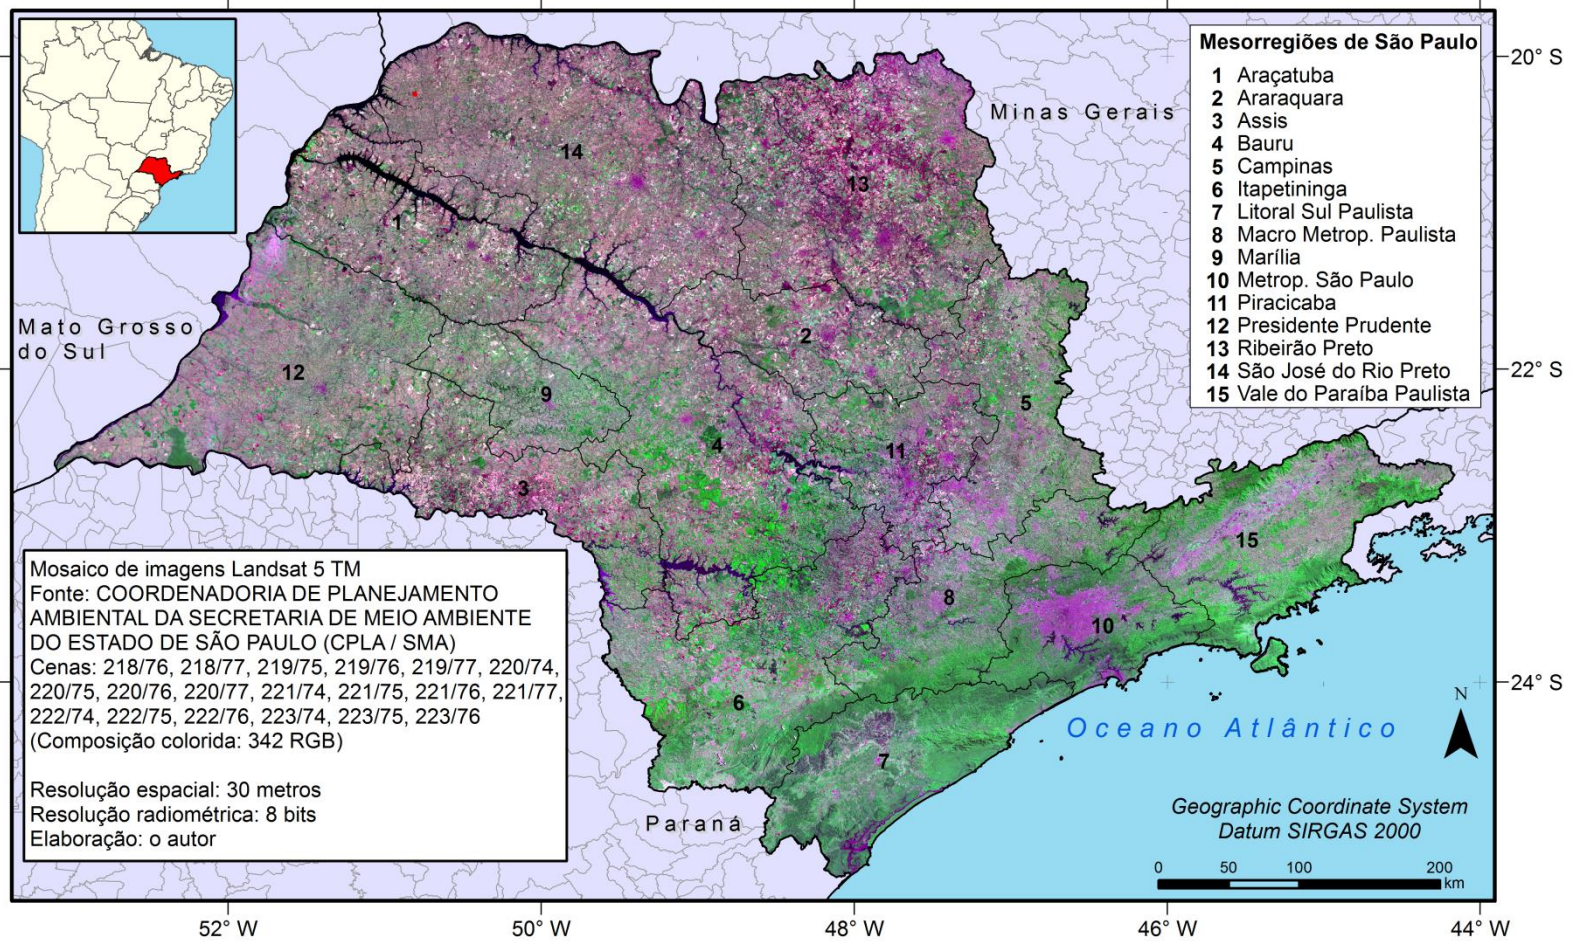 Mesorregiões de São Paulo
1 Araçatuba
2 Araraquara
3 Assis
4 Bauru
5 Campinas
6 Itapetininga
7 Litoral Sul Paulista
8 Macro Metrop. Paulista
9 Marília
10 Metrop. São Paulo
11 Piracicaba
12 Presidente Prudente
13 Ribeirão Preto
14 São José do Rio Preto
15 Vale do Paraíba Paulista
20° S
22° S
24° S
Minas Gerais
Mato Grosso
do Sul
14
13
1
2
12
9
5
4
11
3
15
8
10
6
7
Mosaico de imagens Landsat 5 TM
Fonte: COORDENADORIA DE PLANEJAMENTO
AMBIENTAL DA SECRETARIA DE MEIO AMBIENTE
DO ESTADO DE SÃO PAULO (CPLA / SMA)
Cenas: 218/76, 218/77, 219/75, 219/76, 219/77, 220/74,
220/75, 220/76, 220/77, 221/74, 221/75, 221/76, 221/77,
222/74, 222/75, 222/76, 223/74, 223/75, 223/76
(Composição colorida: 342 RGB)
Resolução espacial: 30 metros
Resolução radiométrica: 8 bits
Elaboração: o autor
Paraná
Oceano Atlântico
N
Geographic Coordinate System
Datum SIRGAS 2000
0 50 100 200
km
52° W 50° W 48° W 46° W 44° W